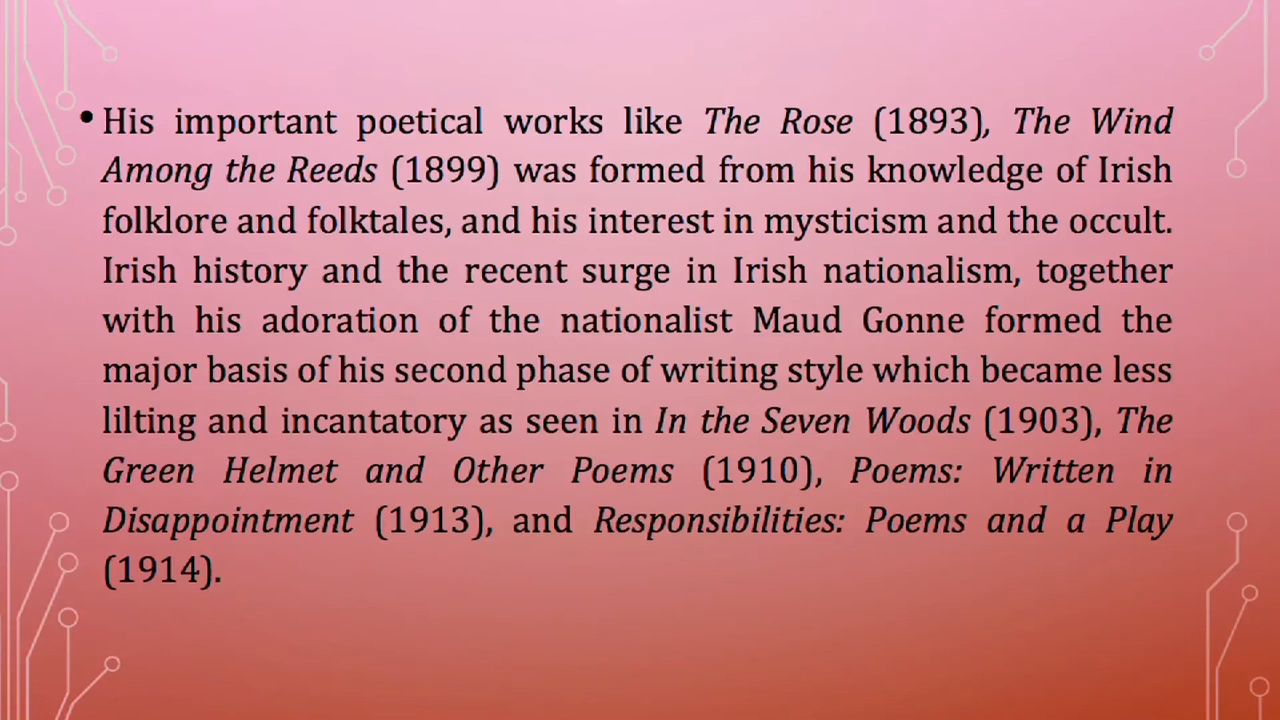 • His important poetical works like The Rose (1893), The Wind
Among the Reeds (1899) was formed from his knowledge of Irish
folklore and folktales, and his interest in mysticism and the occult.
Irish history and the recent surge in Irish nationalism, together
with his adoration of the nationalist Maud Gonne formed the
major basis of his second phase of writing style which became less
lilting and incantatory as seen in In the Seven Woods (1903), The
Green Helmet and Other Poems (1910), Poems: Written in
Disappointment (1913), and Responsibilities: Poems and a Play
(1914).